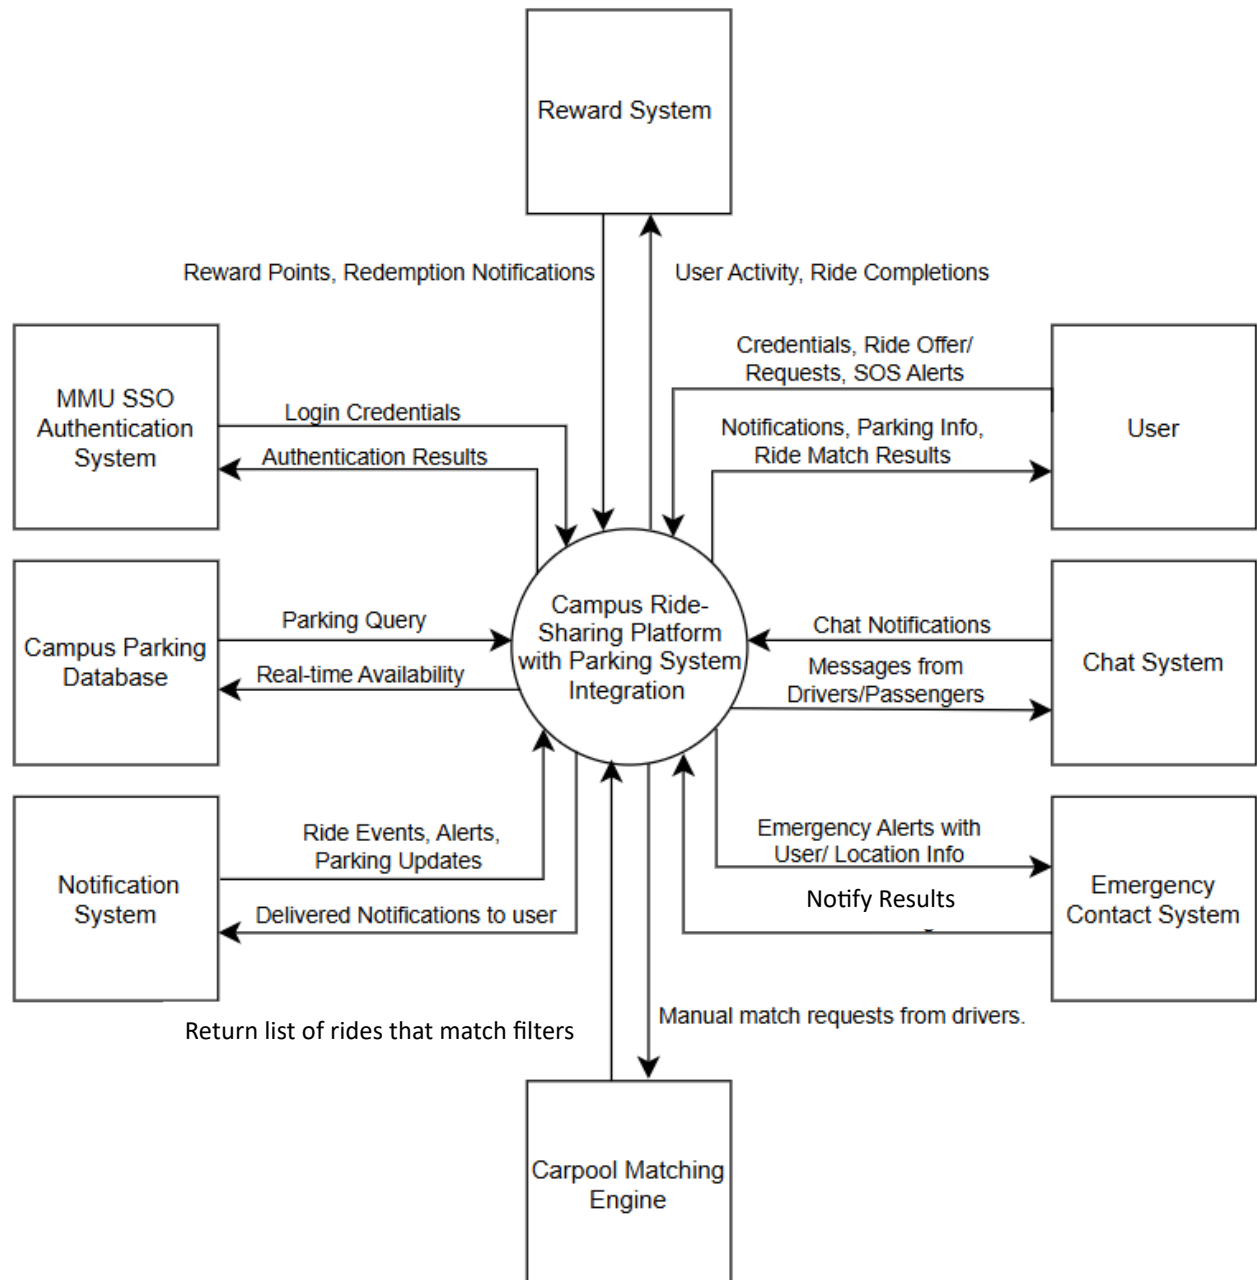 Reward System
Reward Points, Redemption Notifications
User Activity, Ride Completions
MMU SSO
Authentication
System
Login Credentials
Authentication Results
Credentials, Ride Offer/
Requests, SOS Alerts
Notifications, Parking Info,
Ride Match Results
User
Campus Parking
Database
Parking Query
Real-time Availability
Campus Ride-
Sharing Platform
with Parking System
Integration
Chat Notifications
Messages from
Drivers/Passengers
Chat System
Notification
System
Ride Events, Alerts,
Parking Updates
Delivered Notifications to user
Emergency Alerts with
User/ Location Info
Notify Results
Emergency
Contact System
Return list of rides that match filters
Manual match requests from drivers.
Carpool Matching
Engine